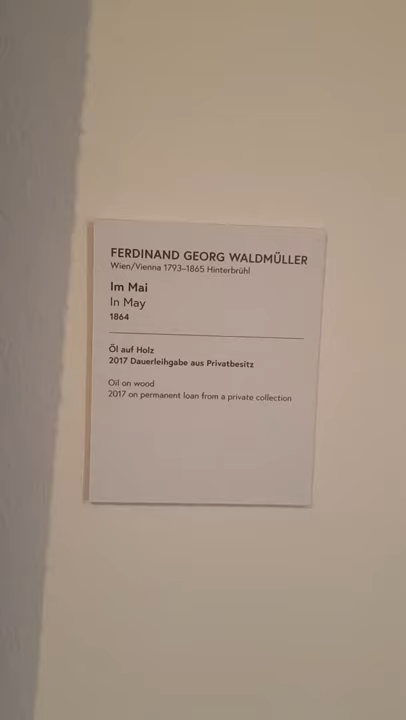 FERDINAND GEORG WALDMÜLLER
Wien/Vienna 1793–1865 Hinterbrühl
Im Mai
In May
1864
Öl auf Holz
2017 Dauerleihgabe aus Privatbesitz
Oil on wood
2017 on permanent loan from a private collection